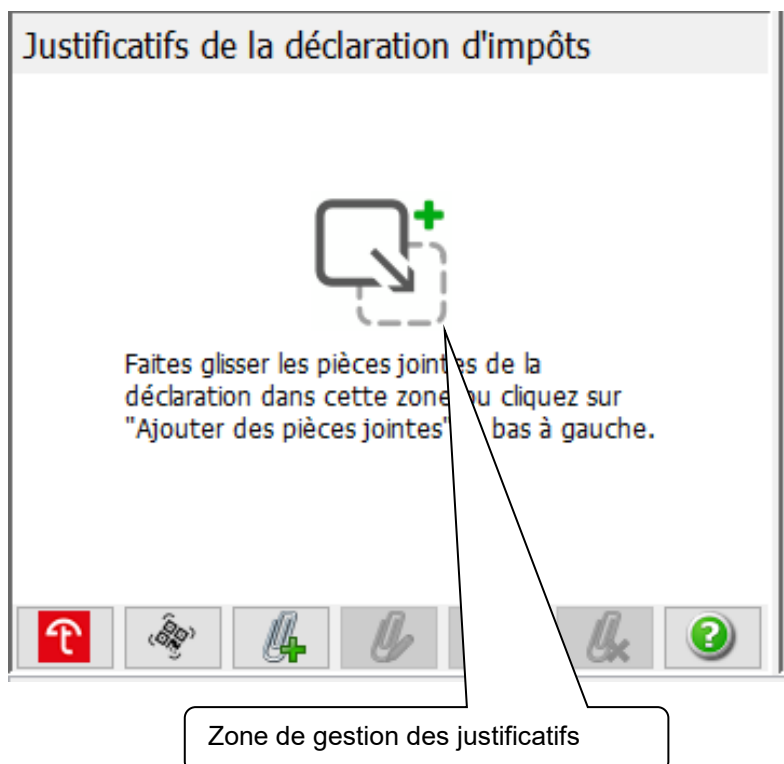 Justificatifs de la déclaration d'impôts
Faites glisser les pièces jointes de la
déclaration dans cette zone ou cliquez sur
"Ajouter des pièces jointes" bas à gauche.
Zone de gestion des justificatifs